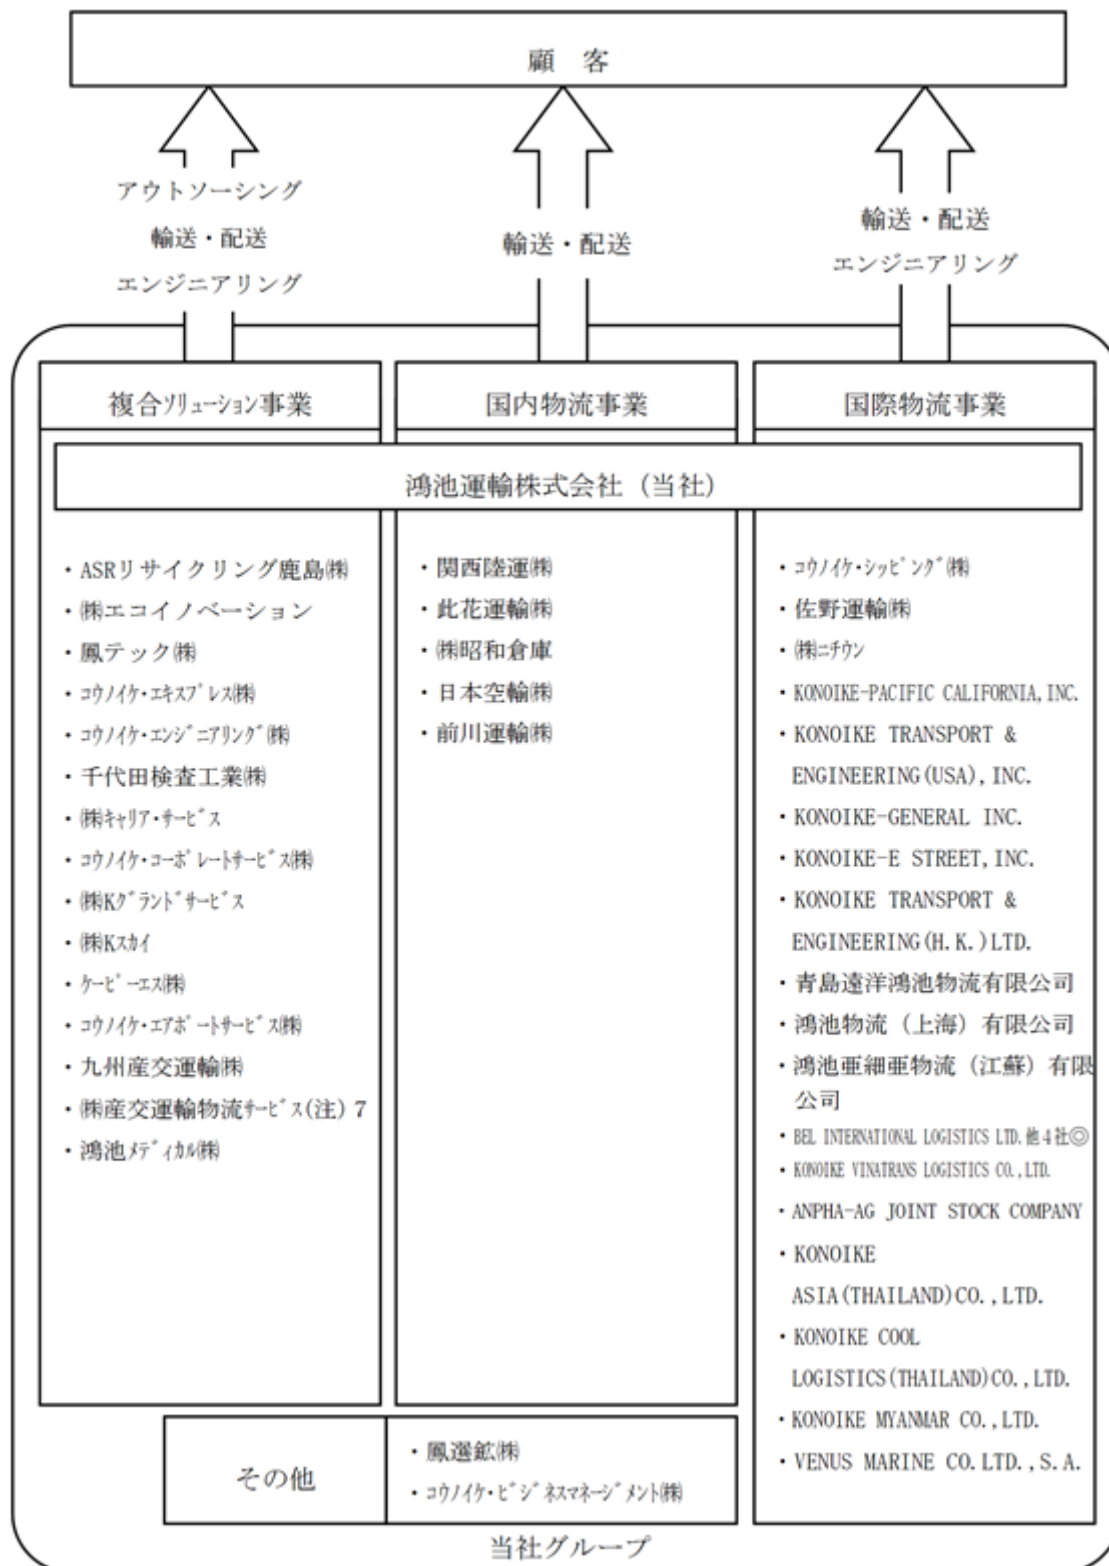 顧 客
アウトソーシング
輸送・配送
エンジニアリング
輸送・配送
輸送・配送
エンジニアリング
複合ｿﾘｭｰｼｮﾝ事業
国内物流事業
国際物流事業
鴻池運輸株式会社（当社）
・ASRリサイクリング鹿島㈱
・㈱エコイノベーション
・鳳テック㈱
・ｺｳﾉｲｹ・ｴｷｽﾌﾟﾚｽ㈱
・ｺｳﾉｲｹ・ｴﾝｼﾞﾆｱﾘﾝｸﾞ㈱
・千代田検査工業㈱
・㈱ｷｬﾘｱ・ｻｰﾋﾞｽ
・ｺｳﾉｲｹ・ｺｰﾎﾟﾚｰﾄｻｰﾋﾞｽ㈱
・㈱Kｸﾞﾗﾝﾄﾞｻｰﾋﾞｽ
・㈱Kｽｶｲ
・ｹｰﾋﾟｰｴｽ㈱
・ｺｳﾉｲｹ・ｴｱﾎﾟｰﾄｻｰﾋﾞｽ㈱
・九州産交運輸㈱
・㈱産交運輸物流ｻｰﾋﾞｽ(注)７
・鴻池ﾒﾃﾞｨｶﾙ㈱
・関西陸運㈱
・此花運輸㈱
・㈱昭和倉庫
・日本空輸㈱
・前川運輸㈱
・ｺｳﾉｲｹ・ｼｯﾋﾟﾝｸﾞ㈱
・佐野運輸㈱
・㈱ﾆﾁｳﾝ
・KONOIKE-PACIFIC CALIFORNIA,INC.
・KONOIKE TRANSPORT &
ENGINEERING(USA),INC.
・KONOIKE-GENERAL INC.
・KONOIKE-E STREET,INC.
・KONOIKE TRANSPORT &
ENGINEERING(H.K.)LTD.
・青島遠洋鴻池物流有限公司
・鴻池物流（上海）有限公司
・鴻池亜細亜物流（江蘇）有限
公司
・BEL INTERNATIONAL LOGISTICS LTD.他４社◎
・KONOIKE VINATRANS LOGISTICS CO.,LTD.
・ANPHA-AG JOINT STOCK COMPANY
・KONOIKE
ASIA(THAILAND)CO.,LTD.
・KONOIKE COOL
LOGISTICS(THAILAND)CO.,LTD.
・KONOIKE MYANMAR CO.,LTD.
・VENUS MARINE CO.LTD.,S.A.
その他
・鳳選鉱㈱
・ｺｳﾉｲｹ・ﾋﾞｼﾞﾈｽﾏﾈｰｼﾞﾒﾝﾄ㈱
当社グループ